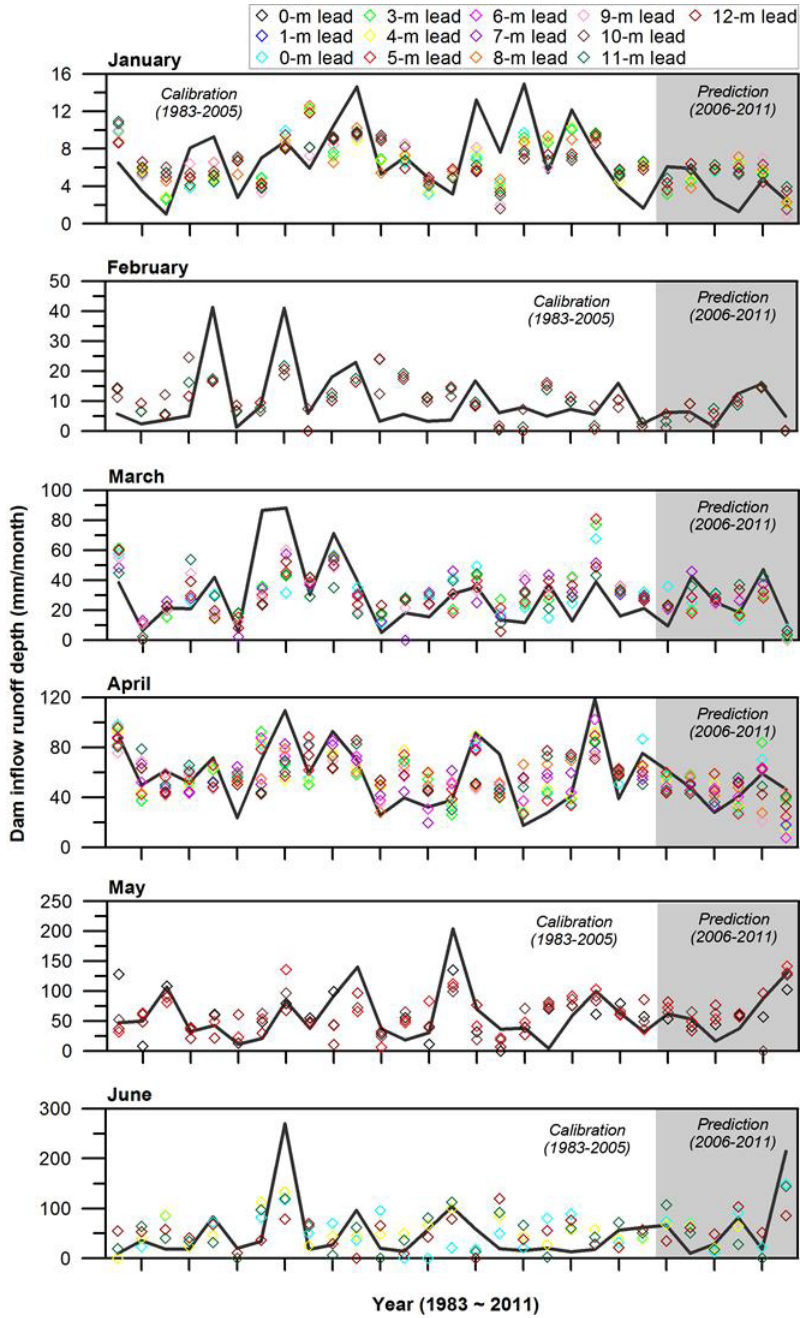 0-m lead 3-m lead 6-m lead 9-m lead 12-m lead
1-m lead 4-m lead 7-m lead 10-m lead
0-m lead 5-m lead 8-m lead 11-m lead
January
16
12
8
4
0
Calibration
(1983-2005)
Prediction
(2006-2011)
February
50
40
30
20
10
0
Calibration
(1983-2005)
Prediction
(2006-2011)
March
100
80
60
40
20
0
Prediction
(2006-2011)
April
120
80
40
0
Prediction
(2006-2011)
May
250
200
150
100
50
0
Calibration
(1983-2005)
Prediction
(2006-2011)
June
300
200
100
0
Calibration
(1983-2005)
Prediction
(2006-2011)
Dam inflow runoff depth (mm/month)
Year (1983 ~ 2011)